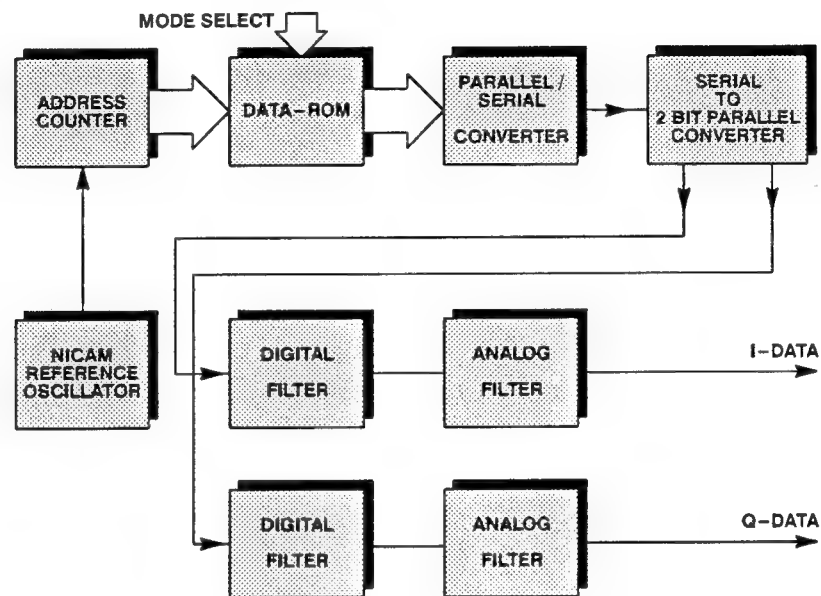 MODE SELECT
ADDRESS
COUNTER
DATA-ROM
PARALLEL/
SERIAL
CONVERTER
SERIAL
TO
2 BIT PARALLEL
CONVERTER
NICAM
REFERENCE
OSCILLATOR
DIGITAL
FILTER
ANALOG
FILTER
I-DATA
DIGITAL
FILTER
ANALOG
FILTER
Q-DATA